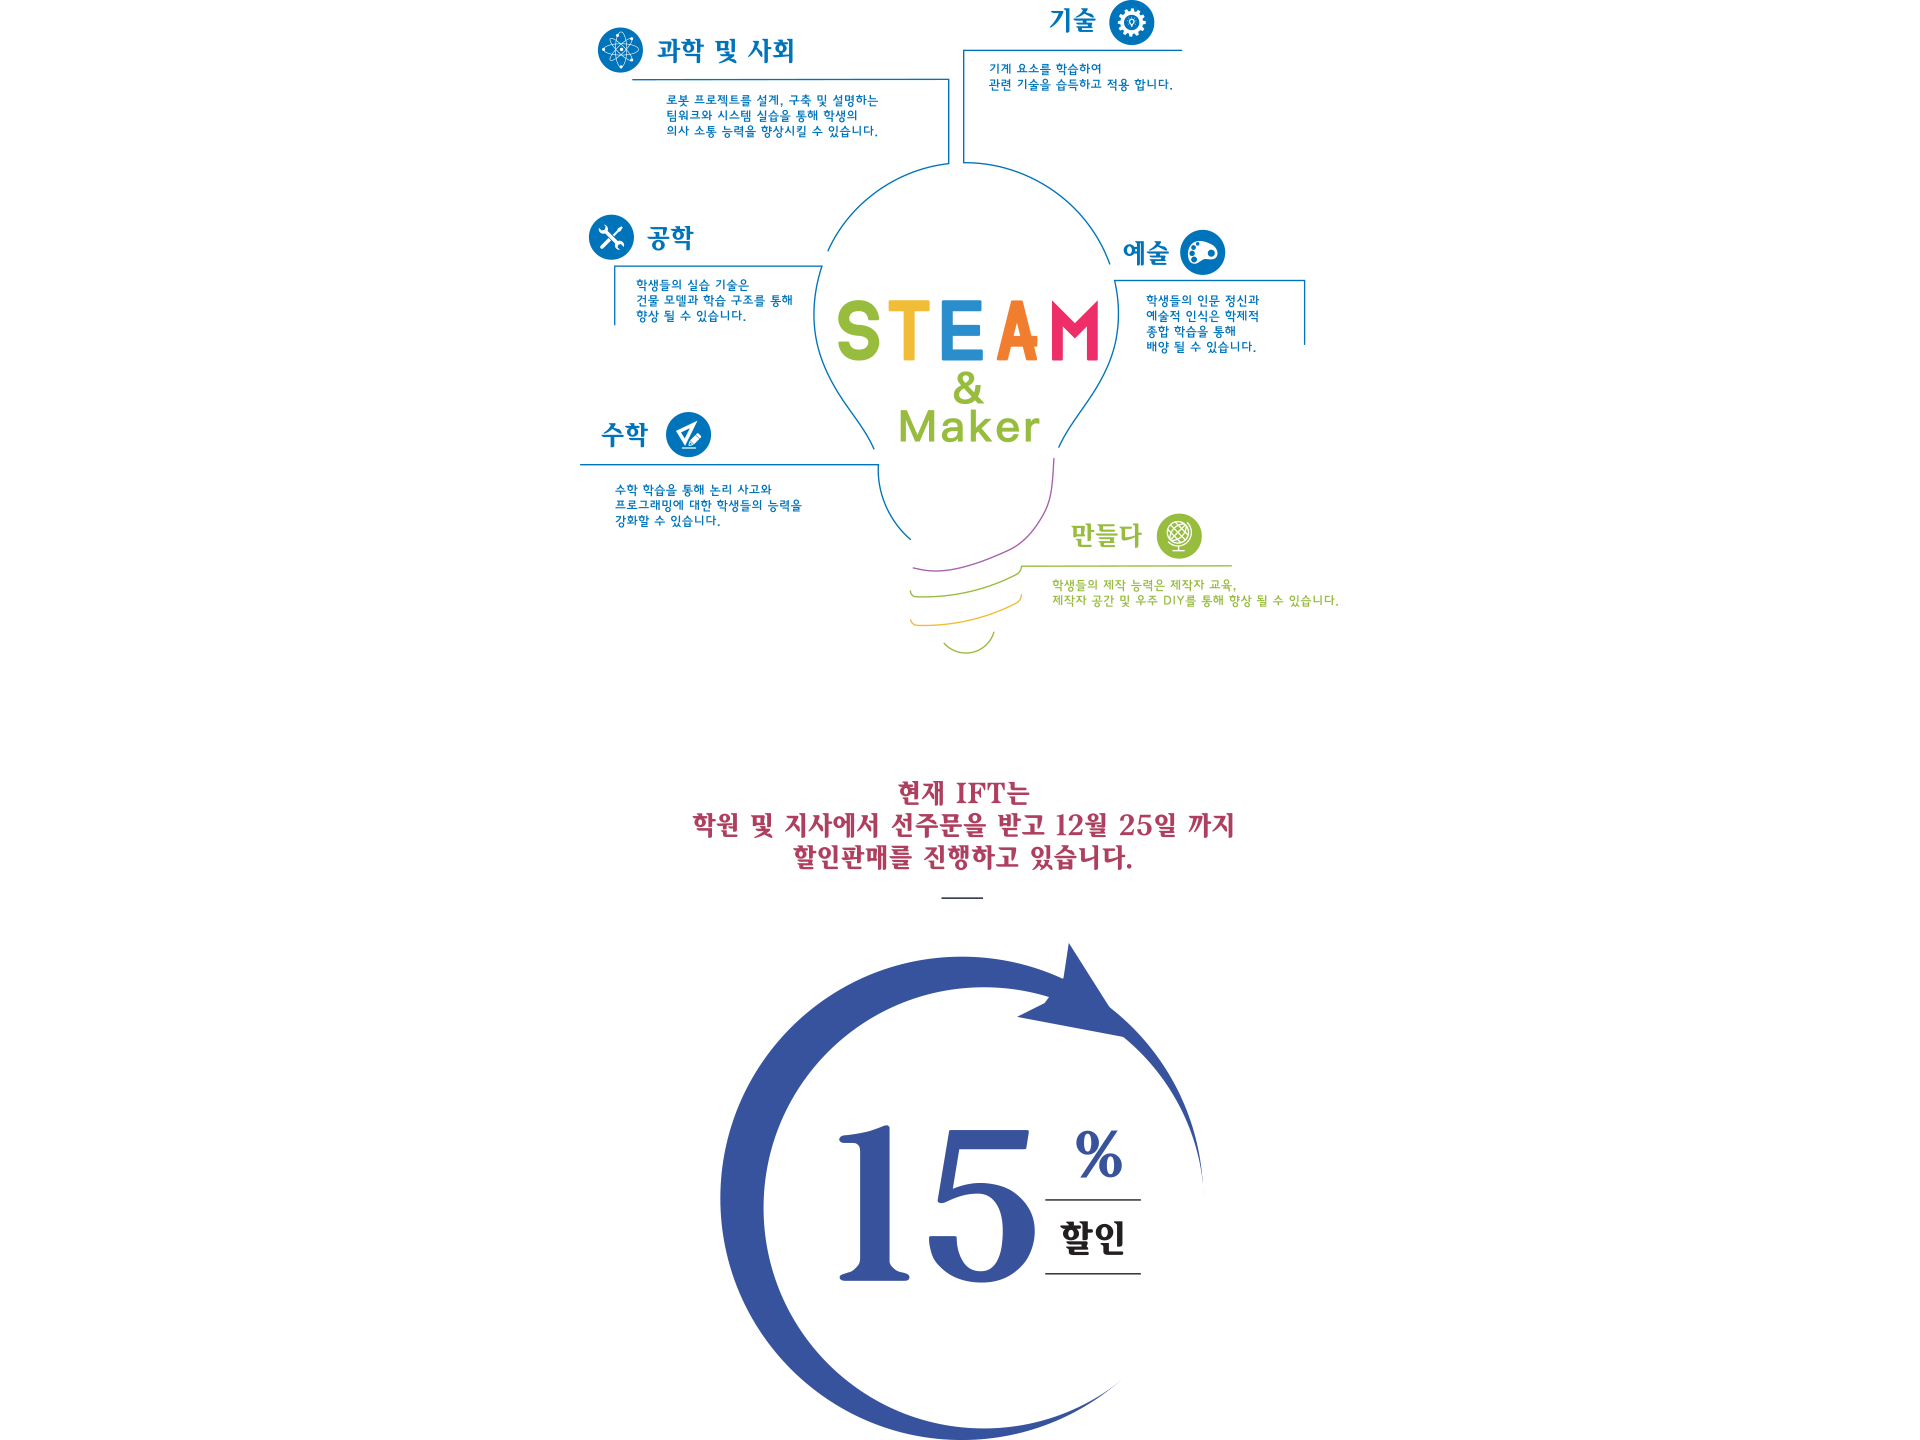 과학 및 사회
로봇 프로젝트를 설계, 구축 및 설명하는
팀워크와 시스템 실습을 통해 학생의
의사 소통 능력을 향상시킬 수 있습니다.
기술
기계 요소를 학습하여
관련 기술을 습득하고 적용 합니다.
공학
학생들의 실습 기술은
건물 모델과 학습 구조를 통해
향상 될 수 있습니다.
예술
학생들의 인문 정신과
예술적 인식은 학제적
종합 학습을 통해
배양 될 수 있습니다.
STEAM
&
Maker
수학
수학 학습을 통해 논리 사고와
프로그래밍에 대한 학생들의 능력을
강화할 수 있습니다.
만들다
학생들의 제작 능력은 제작자 교육,
제작자 공간 및 우주 DIY를 통해 향상 될 수 있습니다.
현재 IFT는
학원 및 지사에서 선주문을 받고 12월 25일 까지
할인판매를 진행하고 있습니다.
15 %
할인